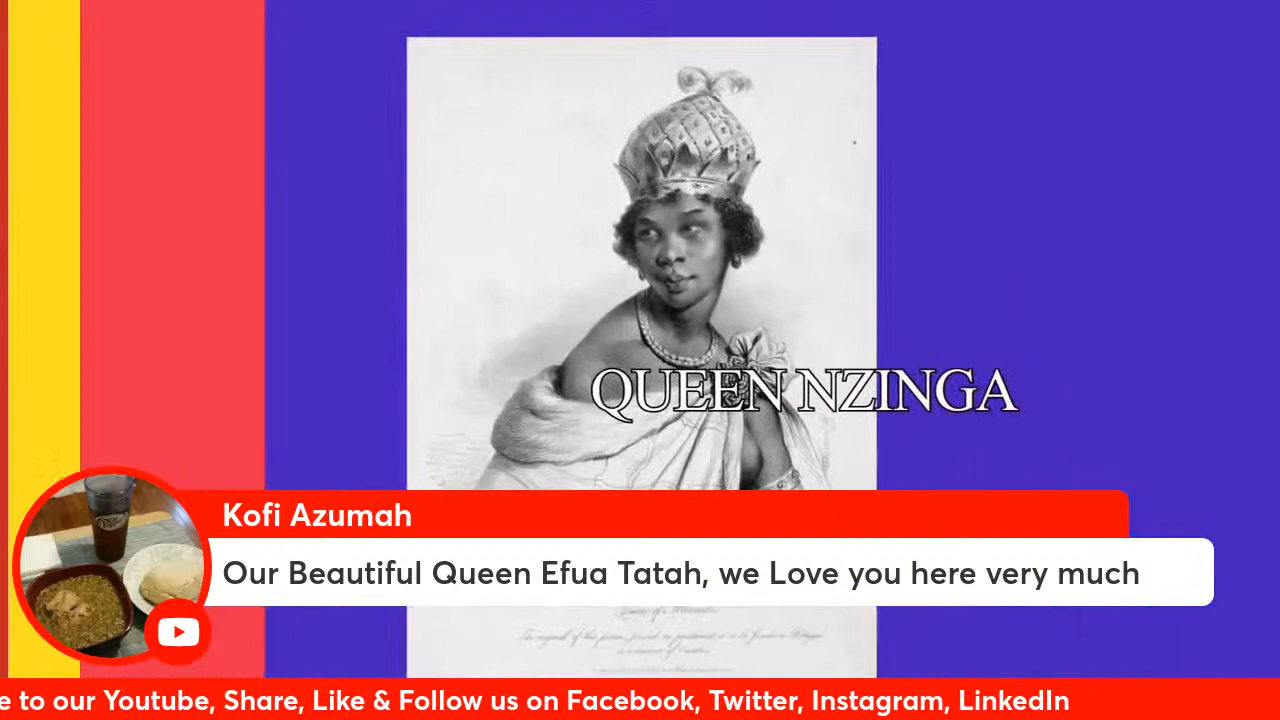 QUEEN NZINGA
Kofi Azumah
Our Beautiful Queen Efua Tatah, we Love you here very much
e to our Youtube, Share, Like & Follow us on Facebook, Twitter, Instagram, LinkedIn